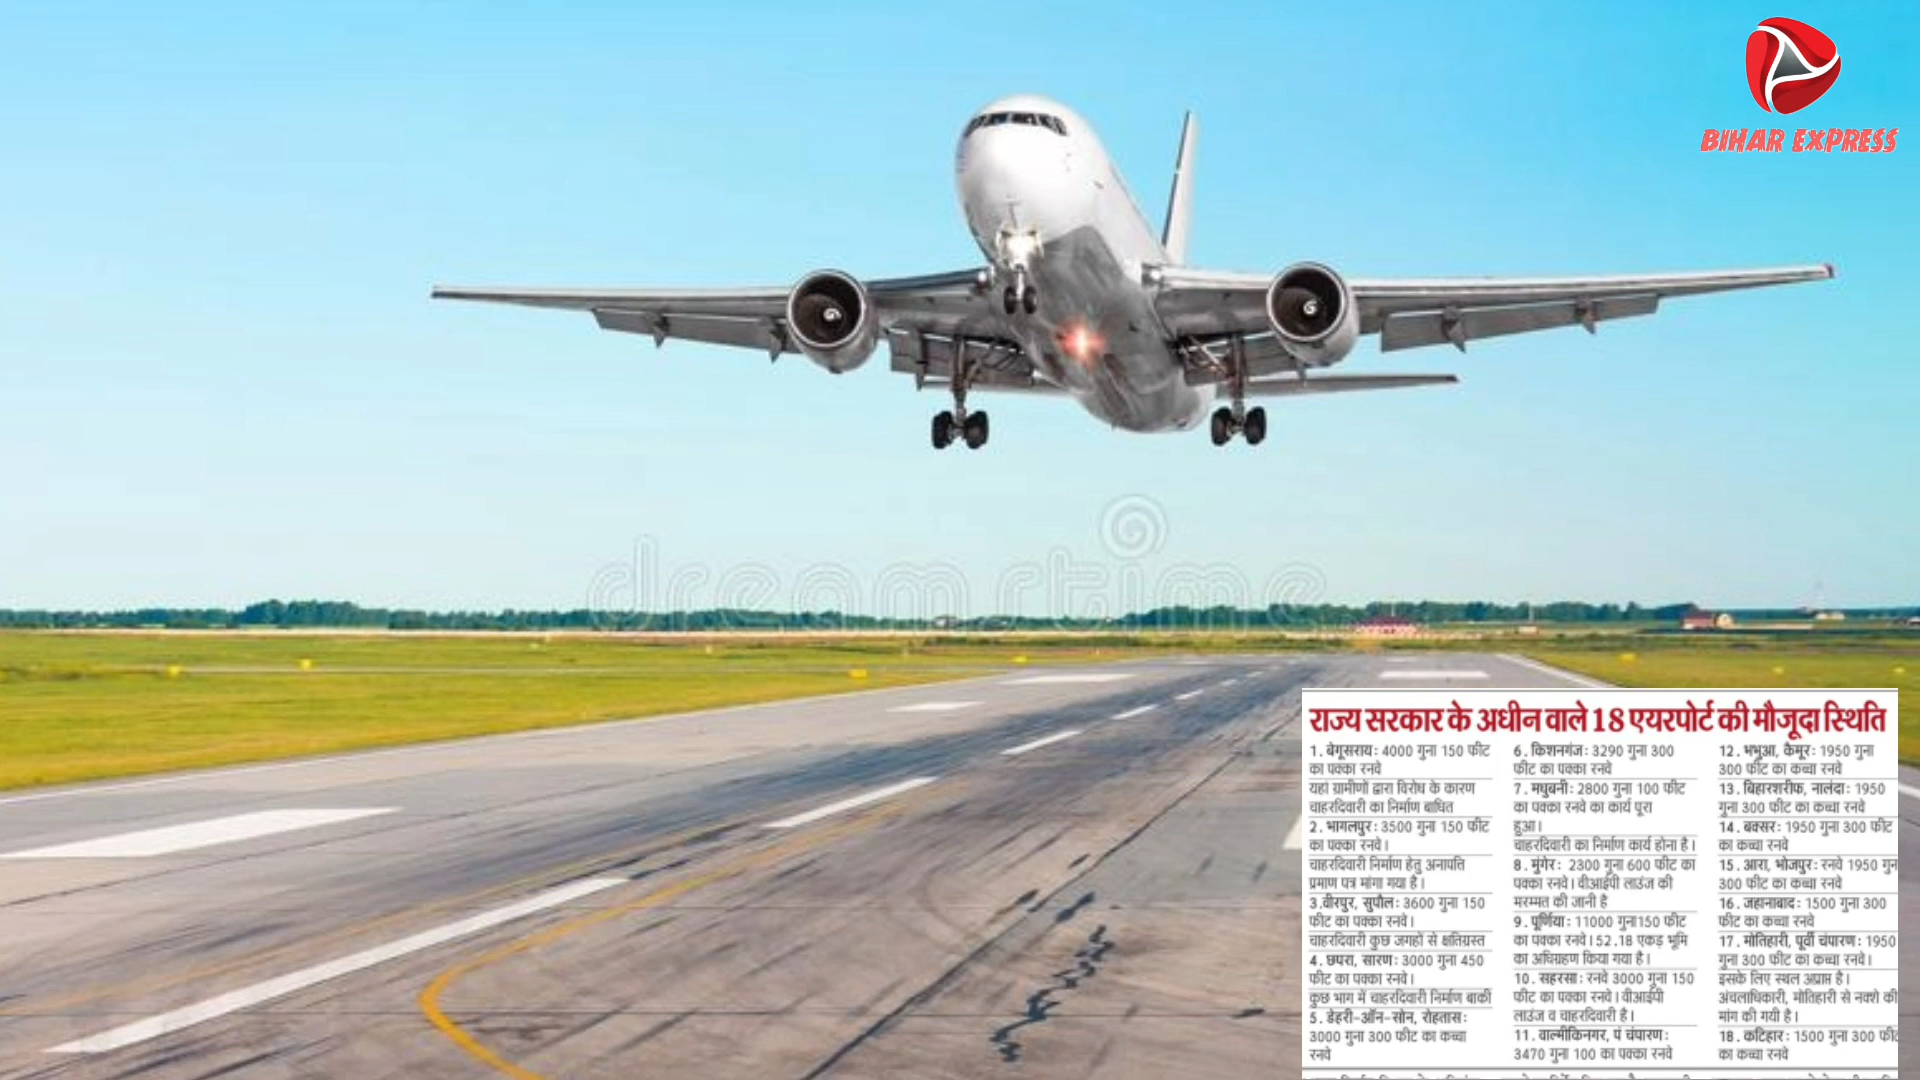 BIHAR EXPRESS
dreamstime
राज्य सरकार के अधीन वाले 18 एयरपोर्ट की मौजूदा स्थिति
1. बेगूसराय: 4000 गुना 150 फीट
का पक्का रनवे
यहां ग्रामीणों द्वारा विरोध के कारण
चाहरदिवारी का निर्माण बाधित
2. भागलपुर: 3500 गुना 150 फीट
का पक्का रनवे।
चाहरदिवारी निर्माण हेतु अनापत्ति
प्रमाण पत्र मांगा गया है।
3.वीरपुर, सुपौल: 3600 गुना 150
फीट का पक्का रनवे।
चाहरदिवारी कुछ जगहों से क्षतिग्रस्त
4. छपरा, सारण: 3000 गुना 450
फीट का पक्का रनवे।
कुछ भाग में चाहरदिवारी निर्माण बाकी
5. डेहरी-ऑन-सोन, रोहतास:
3000 गुना 300 फीट का कच्चा
रनवे
6. किशनगंज: 3290 गुना 300
फीट का पक्का रनवे
7. मधुबनी: 2800 गुना 100 फीट
का पक्का रनवे का कार्य पूरा
हुआ।
चाहरदिवारी का निर्माण कार्य होना है।
8. मुंगेर: 2300 गुना 600 फीट का
पक्का रनवे। वीआईपी लाउंज की
मरम्मत की जानी है
9. पूर्णिया: 11000 गुना150 फीट
का पक्का रनवे। 52.18 एकड़ भूमि
का अधिग्रहण किया गया है।
10. सहरसा: रनवे 3000 गुना 150
फीट का पक्का रनवे। वीआईपी
लाउंज व चाहरदिवारी है।
11. वाल्मीकिनगर, पं चंपारण:
3470 गुना 100 का पक्का रनवे
12. भभुआ, कैमूर: 1950 गुना
300 फीट का कच्चा रनवे
13. बिहारशरीफ, नालंदा: 1950
गुना 300 फीट का कच्चा रनवे
14. बक्सर: 1950 गुना 300 फीट
का कच्चा रनवे
15. आरा, भोजपुर: रनवे 1950 गुन
300 फीट का कच्चा रनवे
16. जहानाबाद: 1500 गुना 300
फीट का कच्चा रनवे
17. मोतिहारी, पूर्वी चंपारण: 1950
गुना 300 फीट का कच्चा रनवे।
इसके लिए स्थल अप्राप्त है।
अंचलाधिकारी, मोतिहारी से नक्शे की
मांग की गयी है।
18. कटिहार: 1500 गुना 300 फीट
का कच्चा रनवे